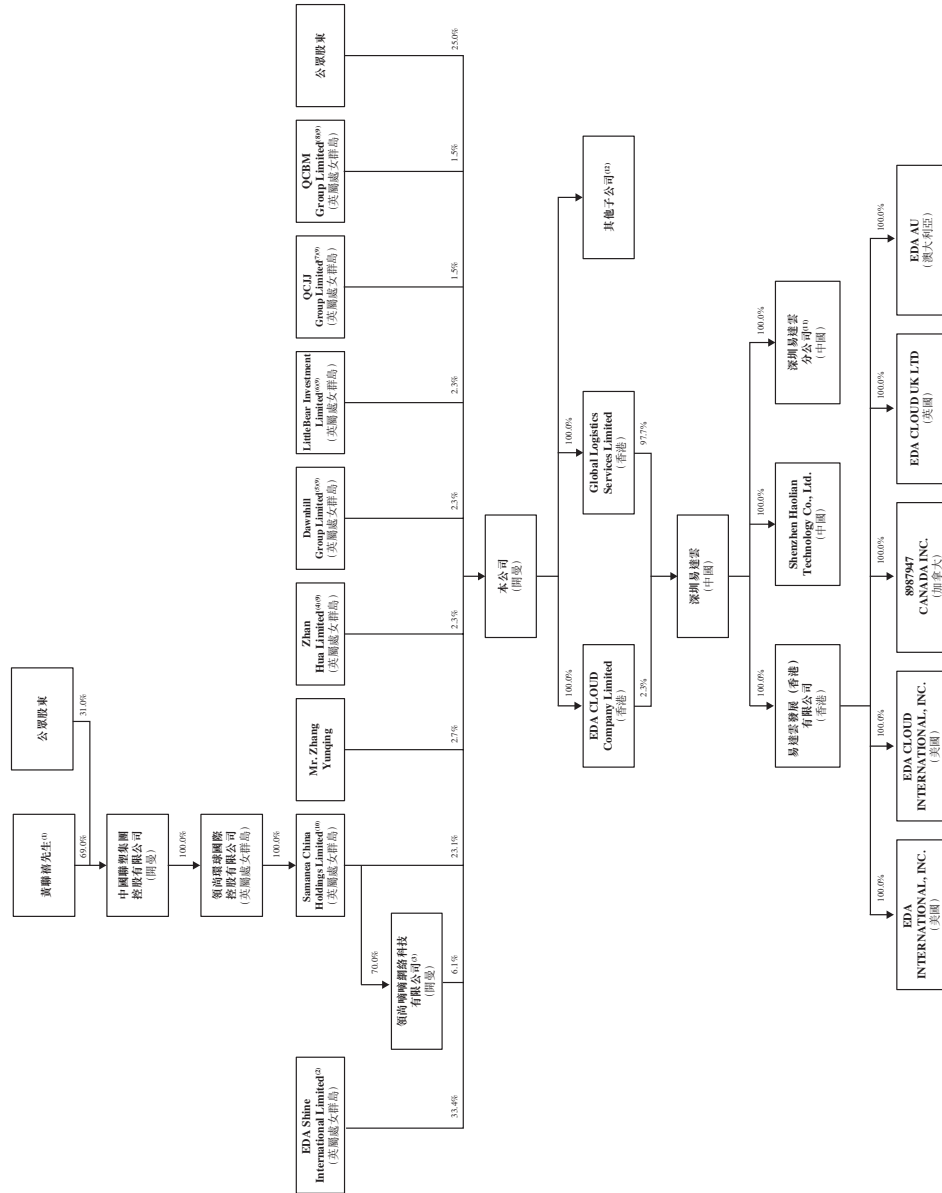 黃聯禧先生(1)
公眾股東
69.0%
31.0%
中國聯塑集團
控股有限公司
(開曼)
100.0%
領尚環球國際
控股有限公司
(英屬處女群島)
100.0%
EDA Shine
International Limited(2)
(英屬處女群島)
Samanea China
Holdings Limited(10)
(英屬處女群島)
Mr. Zhang
Yunqing
Zhan
Hua Limited(4)(9)
(英屬處女群島)
Dawnhill
Group Limited(5)(9)
(英屬處女群島)
LittleBear Investment
Limited(6)(9)
(英屬處女群島)
QCJJ
Group Limited(7)(9)
(英屬處女群島)
QCBM
Group Limited(8)(9)
(英屬處女群島)
公眾股東
70.0%
領尚嘀嘀網絡科技
有限公司(3)
(開曼)
33.4%
6.1%
23.1%
2.7%
2.3%
2.3%
2.3%
1.5%
1.5%
25.0%
本公司
(開曼)
100.0%
100.0%
EDA CLOUD
Company Limited
(香港)
Global Logistics
Services Limited
(香港)
其他子公司(12)
2.3%
97.7%
深圳易達雲
(中國)
100.0%
100.0%
100.0%
易達雲發展(香港)
有限公司
(香港)
Shenzhen Haolian
Technology Co., Ltd.
(中國)
深圳易達雲
分公司(11)
(中國)
100.0%
100.0%
100.0%
100.0%
100.0%
EDA
INTERNATIONAL, INC.
(美國)
EDA CLOUD
INTERNATIONAL, INC.
(美國)
8987947
CANADA INC.
(加拿大)
EDA CLOUD UK LTD
(英國)
EDA AU
(澳大利亞)